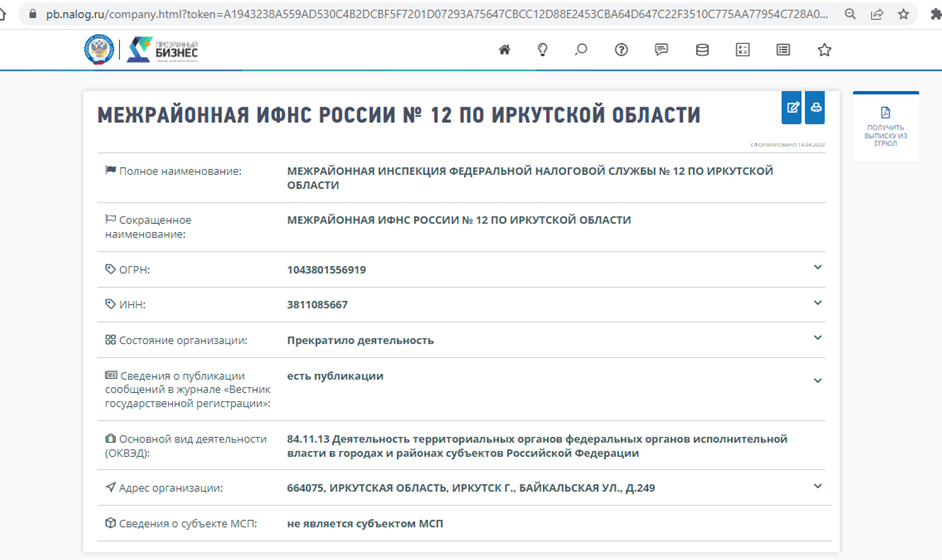 pb.nalog.ru/company.html?token=A1943238A559AD530C4B2DCBF5F7201D07293A75647CBCC12D88E2453CBA64D647C22F3510C775AA77954C728A0...
ПРОЗРАЧНЫЙ
БИЗНЕС
МЕЖРАЙОННАЯ ИФНС РОССИИ № 12 ПО ИРКУТСКОЙ ОБЛАСТИ
СФОРМИРОВАНО 14.04.2022
ПОЛУЧИТЬ
ВЫПИСКУ ИЗ
ЕГРЮЛ
Полное наименование:
МЕЖРАЙОННАЯ ИНСПЕКЦИЯ ФЕДЕРАЛЬНОЙ НАЛОГОВОЙ СЛУЖБЫ № 12 ПО ИРКУТСКОЙ
ОБЛАСТИ
Сокращенное
наименование:
МЕЖРАЙОННАЯ ИФНС РОССИИ № 12 ПО ИРКУТСКОЙ ОБЛАСТИ
ОГРН:
1043801556919
ИНН:
3811085667
Состояние организации:
Прекратило деятельность
Сведения о публикации
сообщений в журнале «Вестник
государственной регистрации»:
есть публикации
Основной вид деятельности
(ОКВЭД):
84.11.13 Деятельность территориальных органов федеральных органов исполнительной
власти в городах и районах субъектов Российской Федерации
Адрес организации:
664075, ИРКУТСКАЯ ОБЛАСТЬ, ИРКУТСК Г., БАЙКАЛЬСКАЯ УЛ., Д.249
Сведения о субъекте МСП:
не является субъектом МСП